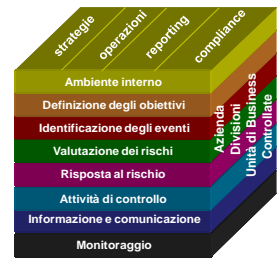 strategie
operazioni
reporting
compliance
Ambiente interno
Definizione degli obiettivi
Identificazione degli eventi
Valutazione dei rischi
Risposta al rischio
Attività di controllo
Informazione e comunicazione
Monitoraggio
Azienda
Divisioni
Unità di Business
Controllate